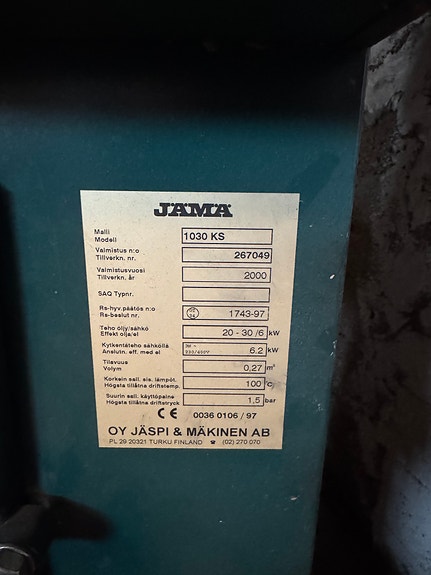 JÄMÄ
Malli
Modell
1030 KS
Valmistus n:o
Tillverkn. nr.
267049
Valmistusvuosi
Tillverkn. år
2000
SAQ Typnr.
Rs-hyv.päätös n:o
Rs-beslut nr.
1743-97
Teho öljy/sähkö
Effekt olja/el
20 - 30 /6 kW
Kytkentäteho sähköllä
Anslutn. eff. med el
6.2 kW
Tilavuus
Volym
0,27 m³
Korkein sall. sis. lämpöt.
Högsta tillåtna driftstemp.
100 °C
Suurin sall. käyttöpaine
Högsta tillåtna driftstryck
1,5 bar
CE 0036 0106 / 97
OY JÄSPI & MÄKINEN AB
PL 29 20321 TURKU FINLAND ☎ (02) 270 070